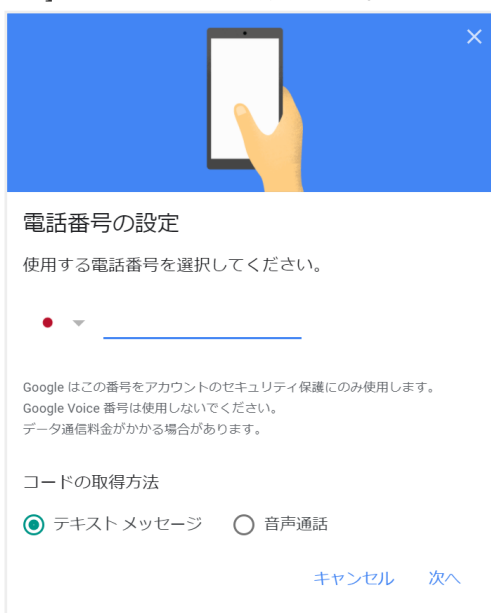 電話番号の設定
使用する電話番号を選択してください。
Google はこの番号をアカウントのセキュリティ保護にのみ使用します。
Google Voice 番号は使用しないでください。
データ通信料金がかかる場合があります。
コードの取得方法
テキスト メッセージ 音声通話
キャンセル 次へ